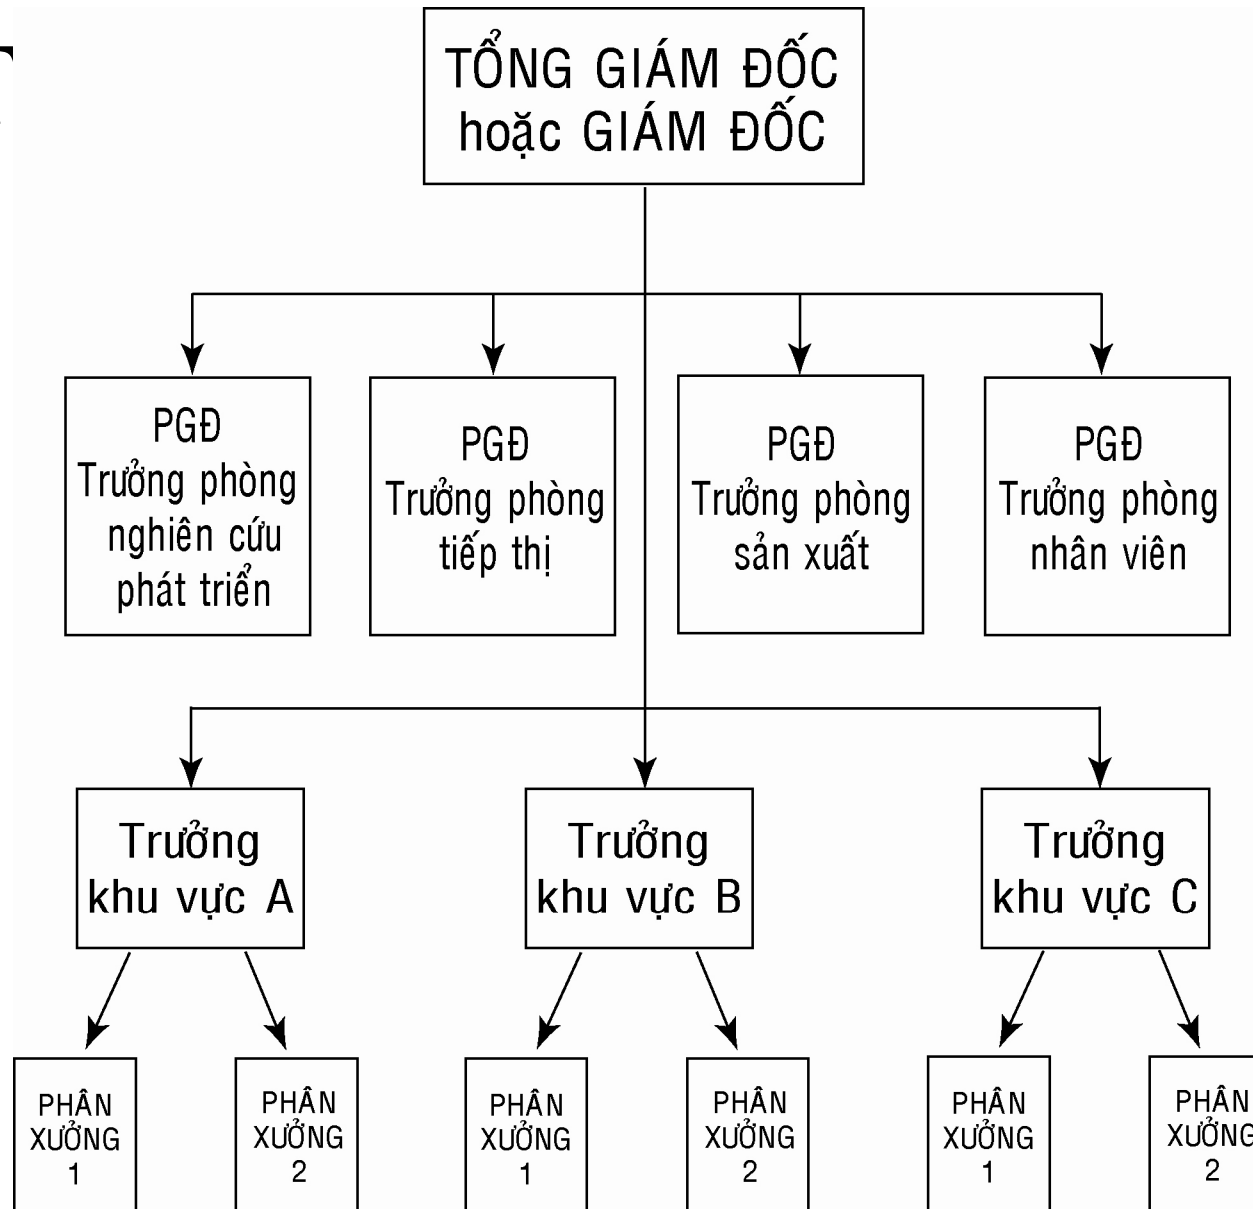 TỔNG GIÁM ĐỐC
hoặc GIÁM ĐỐC
PGĐ
Trưởng phòng
nghiên cứu
phát triển
PGĐ
Trưởng phòng
tiếp thị
PGĐ
Trưởng phòng
sản xuất
PGĐ
Trưởng phòng
nhân viên
Trưởng
khu vực A
Trưởng
khu vực B
Trưởng
khu vực C
PHÂN
XƯỞNG
1
PHÂN
XƯỞNG
2
PHÂN
XƯỞNG
1
PHÂN
XƯỞNG
2
PHÂN
XƯỞNG
1
PHÂN
XƯỞNG
2